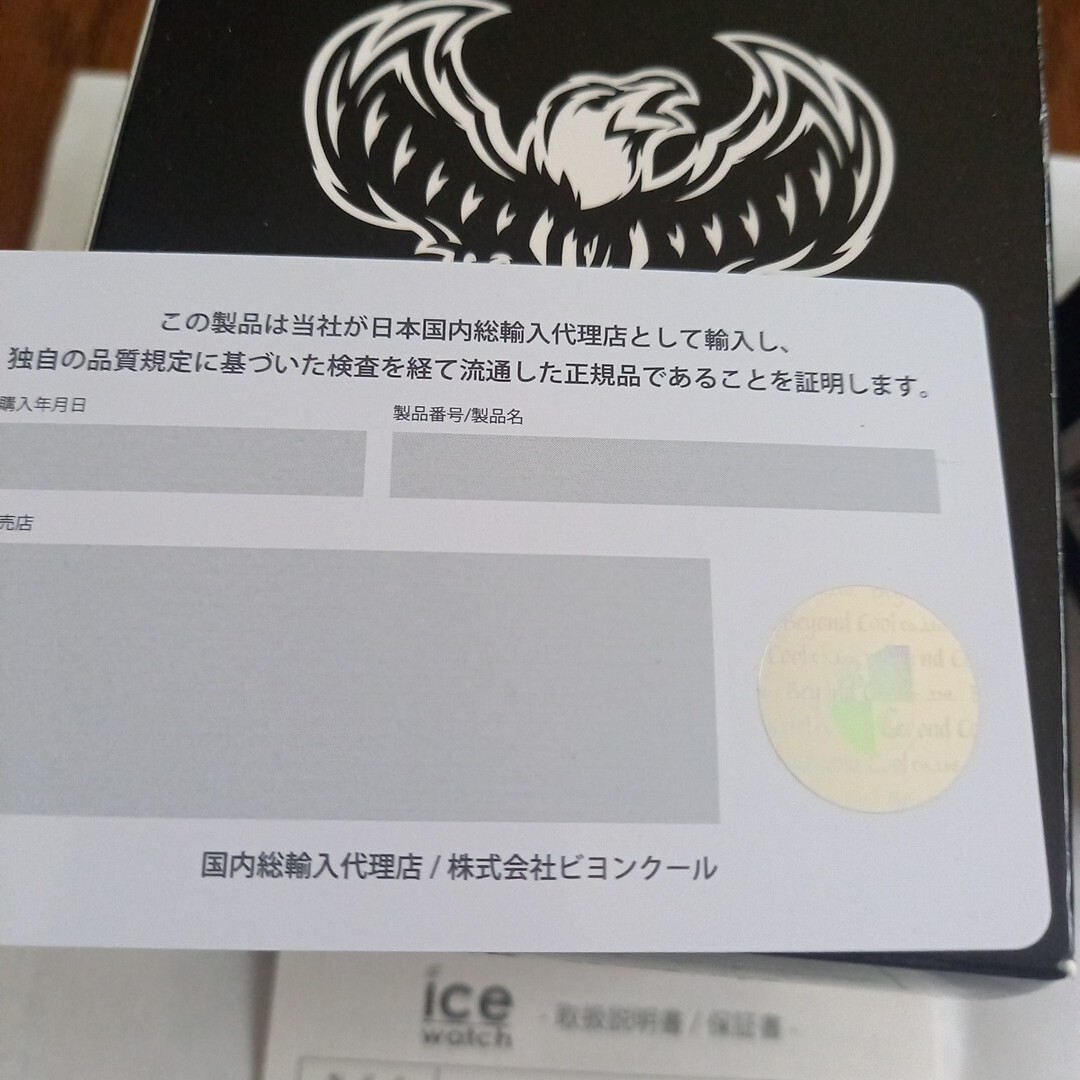 この製品は当社が日本国内総輸入代理店として輸入し、
独自の品質規定に基づいた検査を経て流通した正規品であることを証明します。
購入年月日
製品番号/製品名
売店
Beyond Cool
国内総輸入代理店 / 株式会社ビヨンクール
ice
watch
- 取扱説明書 / 保証書 -